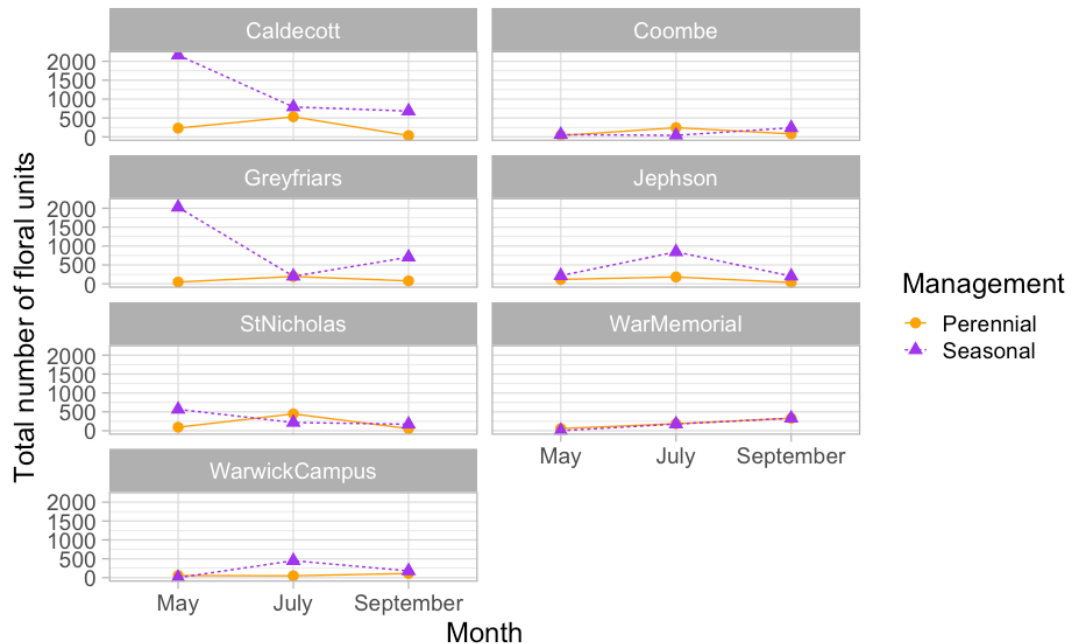 Caldecott
Coombe
2000
1500
1000
500
0
Greyfriars
Jephson
2000
1500
1000
500
0
StNicholas
WarMemorial
2000
1500
1000
500
0
May July September
WarwickCampus
2000
1500
1000
500
0
May July September
Month
Total number of floral units
Management
Perennial
Seasonal